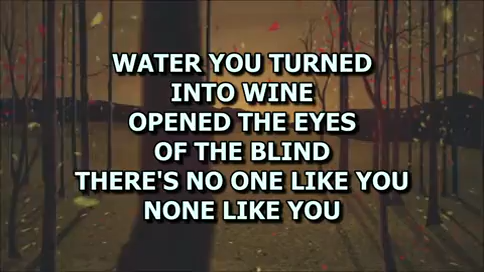 WATER YOU TURNED
INTO WINE
OPENED THE EYES
OF THE BLIND
THERE'S NO ONE LIKE YOU
NONE LIKE YOU